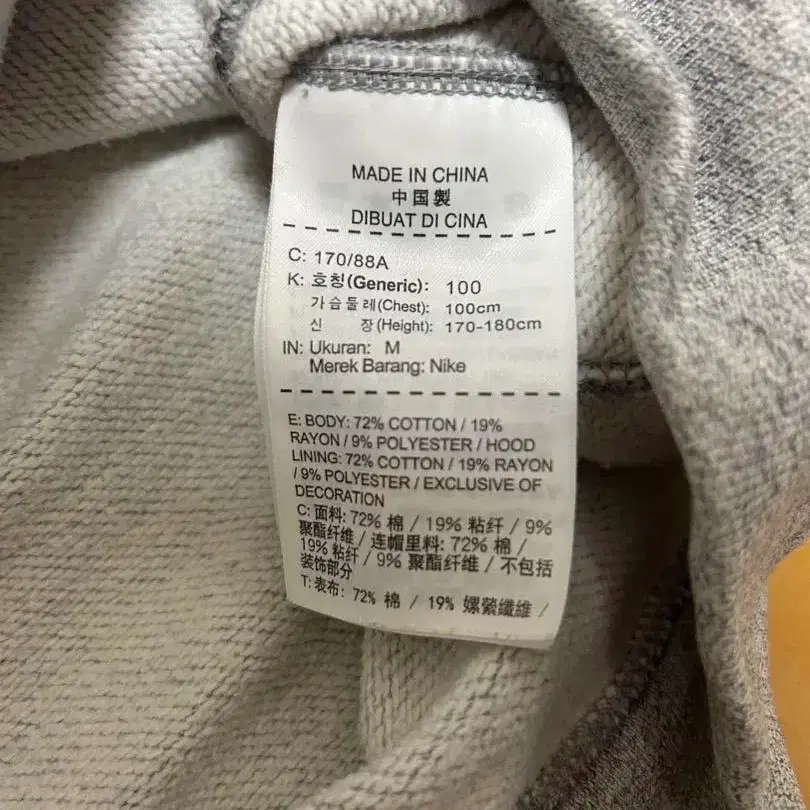 MADE IN CHINA
中国製
DIBUAT DI CINA
C: 170/88A
K: 호칭(Generic): 100
가슴둘레(Chest): 100cm
신 장(Height): 170-180cm
IN: Ukuran: M
Merek Barang: Nike
E: BODY: 72% COTTON / 19%
RAYON / 9% POLYESTER / HOOD
LINING: 72% COTTON / 19% RAYON
/ 9% POLYESTER / EXCLUSIVE OF
DECORATION
C: 面料: 72% 棉 / 19% 粘纤 / 9%
聚酯纤维 / 连帽里料: 72% 棉 /
19% 粘纤 / 9% 聚酯纤维 / 不包括
装饰部分
T: 表布: 72% 棉 / 19% 嫘縈纖維 /